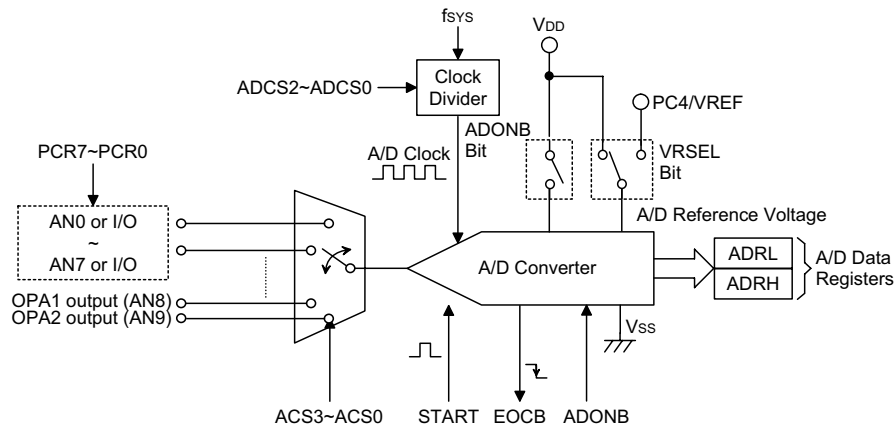 fSYS
VDD
ADCS2~ADCS0
Clock
Divider
PC4/VREF
PCR7~PCR0
A/D Clock
ADONB
Bit
VRSEL
Bit
AN0 or I/O
~
AN7 or I/O
A/D Reference Voltage
A/D Converter
ADRL
ADRH
A/D Data
Registers
OPA1 output (AN8)
OPA2 output (AN9)
VSS
ACS3~ACS0
START
EOCB
ADONB